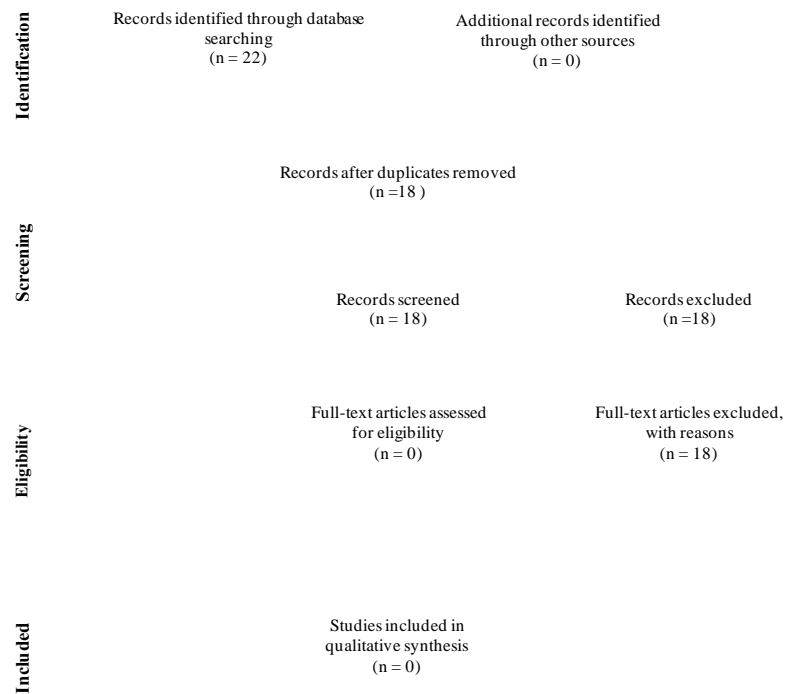 Identification
Records identified through database
searching
(n = 22)
Additional records identified
through other sources
(n = 0)
Records after duplicates removed
(n =18 )
Screening
Records screened
(n = 18)
Records excluded
(n =18)
Eligibility
Full-text articles assessed
for eligibility
(n = 0)
Full-text articles excluded,
with reasons
(n = 18)
Included
Studies included in
qualitative synthesis
(n = 0)